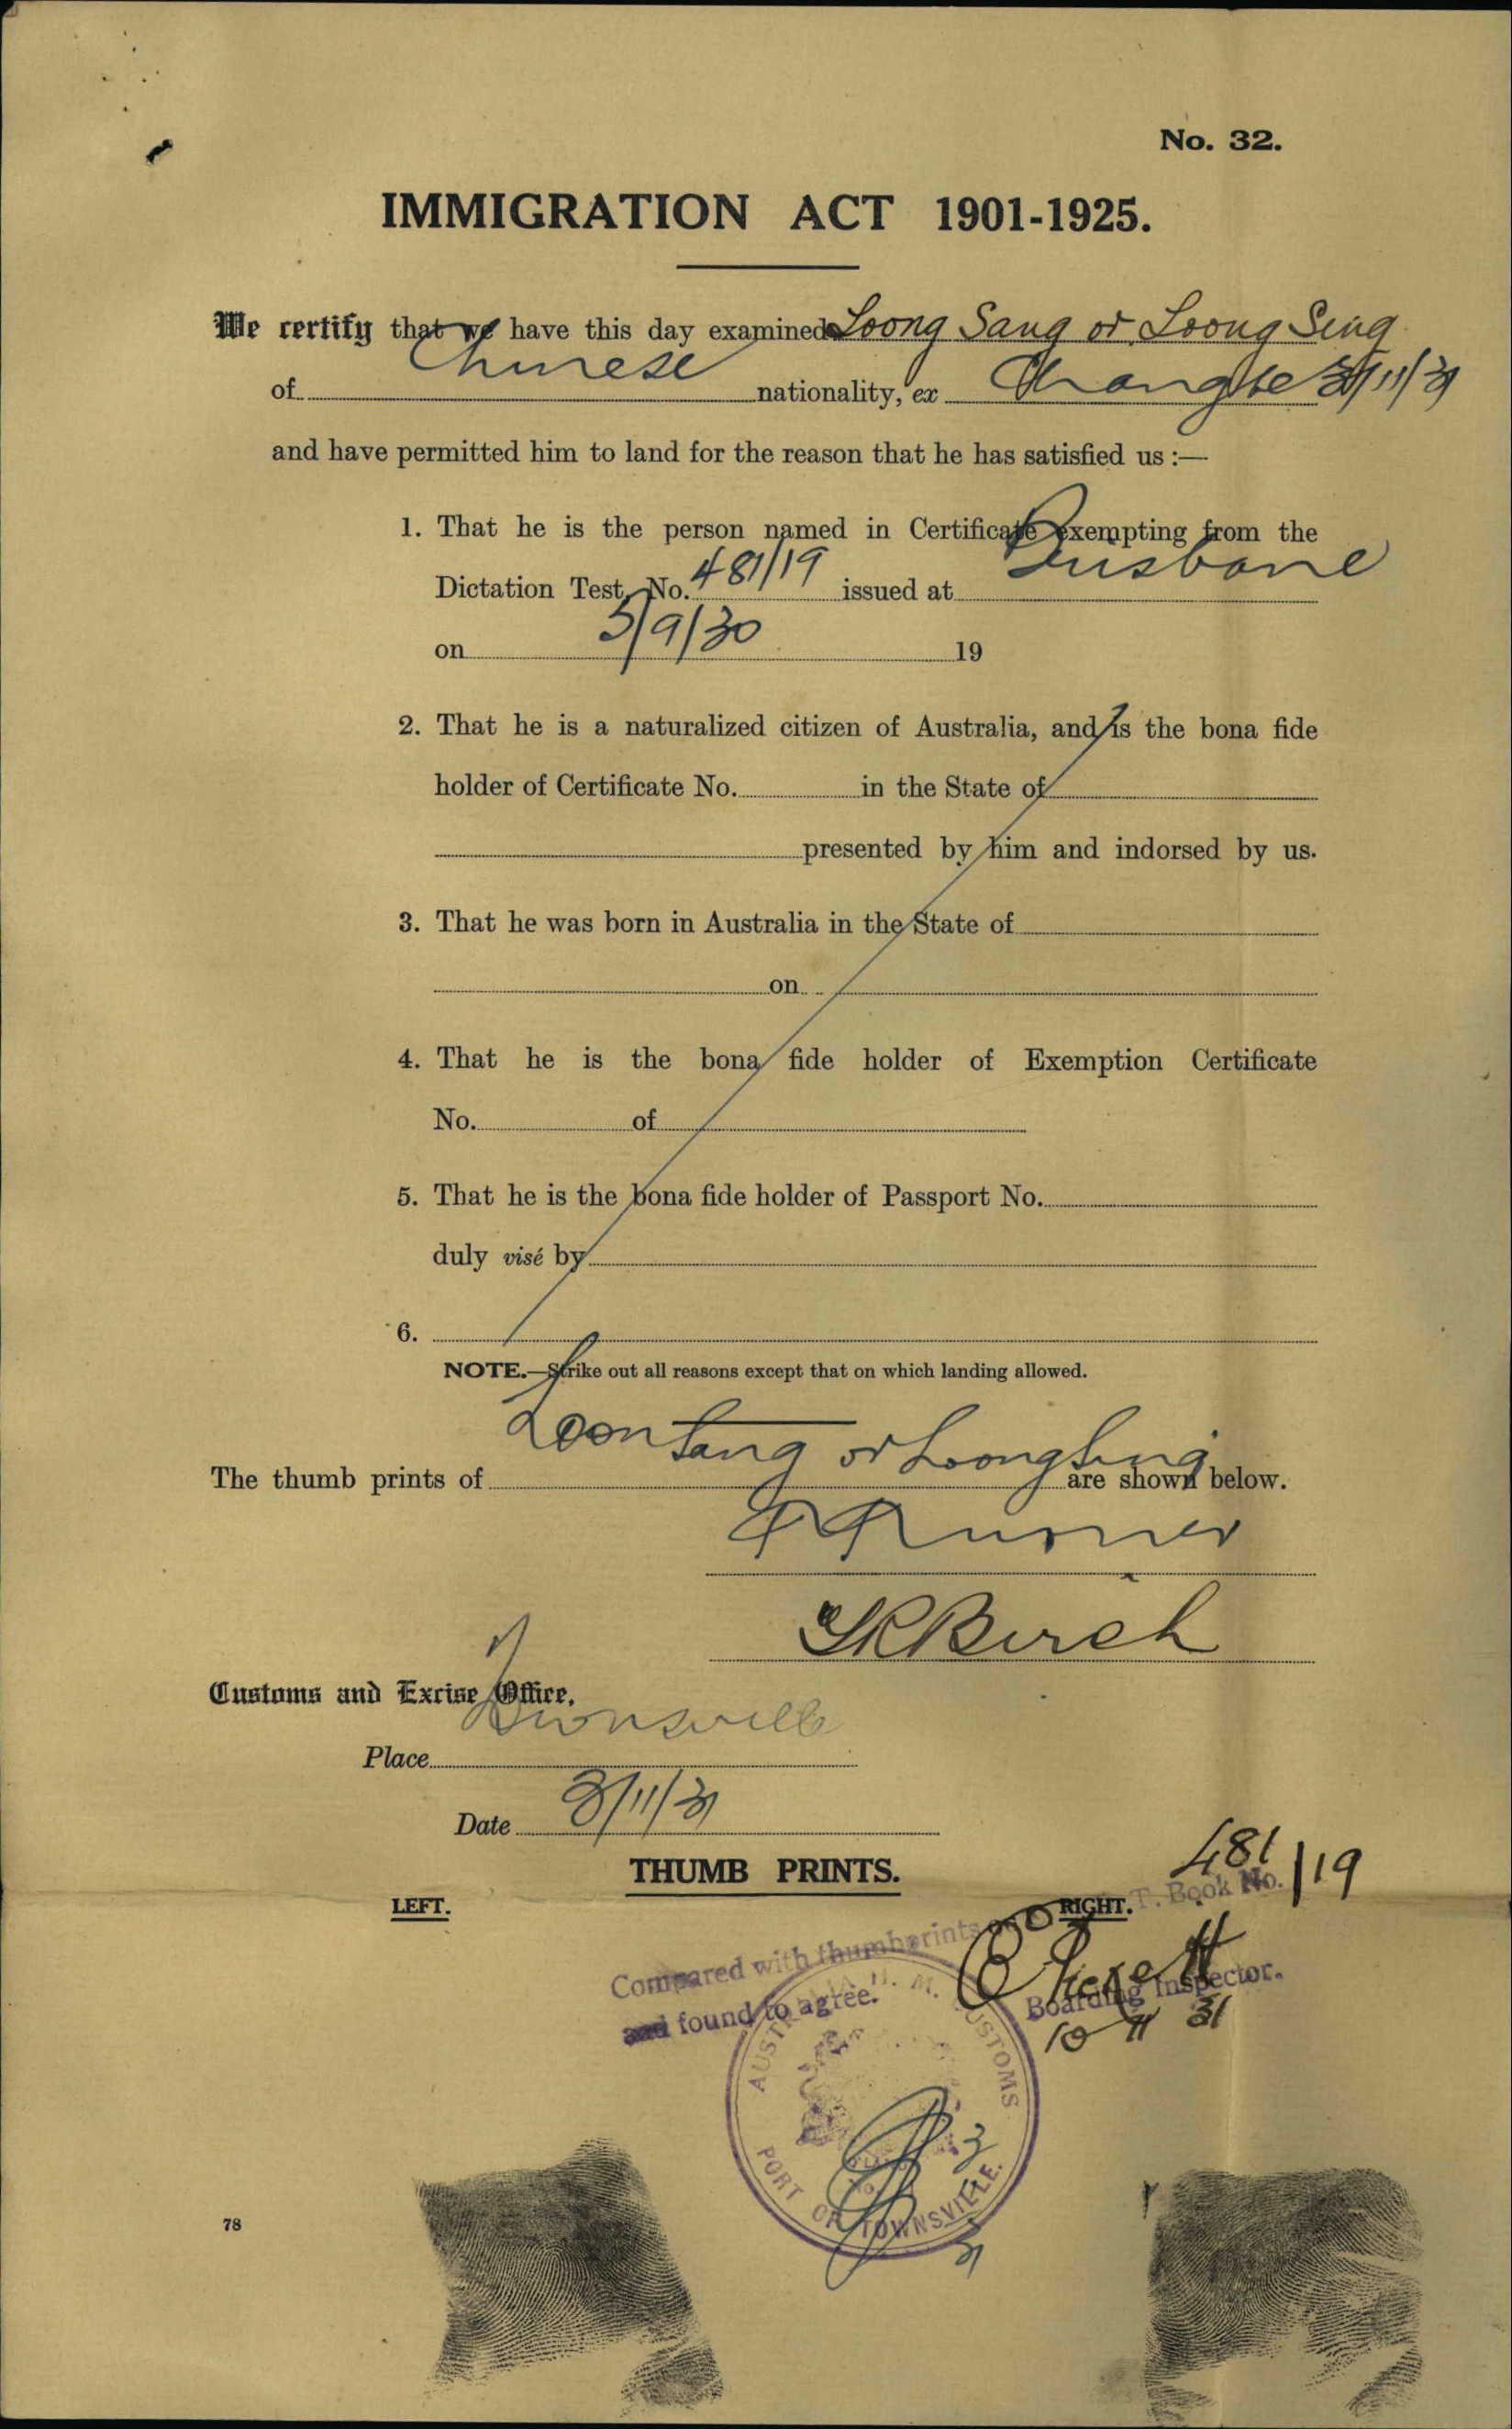 No. 32.
IMMIGRATION ACT 1901-1925.
We certify that we have this day examined Loong Sang or Loong Sing
of Chinese nationality, ex Changte 3/11/31
and have permitted him to land for the reason that he has satisfied us :—
1. That he is the person named in Certificate exempting from the
Dictation Test, No. 481/19 issued at Brisbane
on 5/9/30 19
2. That he is a naturalized citizen of Australia, and is the bona fide
holder of Certificate No. in the State of
presented by him and indorsed by us.
3. That he was born in Australia in the State of
on
4. That he is the bona fide holder of Exemption Certificate
No. of
5. That he is the bona fide holder of Passport No.
duly visé by
6.
NOTE.—Strike out all reasons except that on which landing allowed.
The thumb prints of Loon Sang or Loong Sing are shown below.
Birch
Customs and Excise Office,
Place Townsville
Date 3/11/31
THUMB PRINTS.
481/19
LEFT.
RIGHT.
T. Book No.
Compared with thumbprints on
and found to agree.
Boarding Inspector.
10 11 31
AUSTRALIA H. M. CUSTOMS
PORT OF TOWNSVILLE.
78